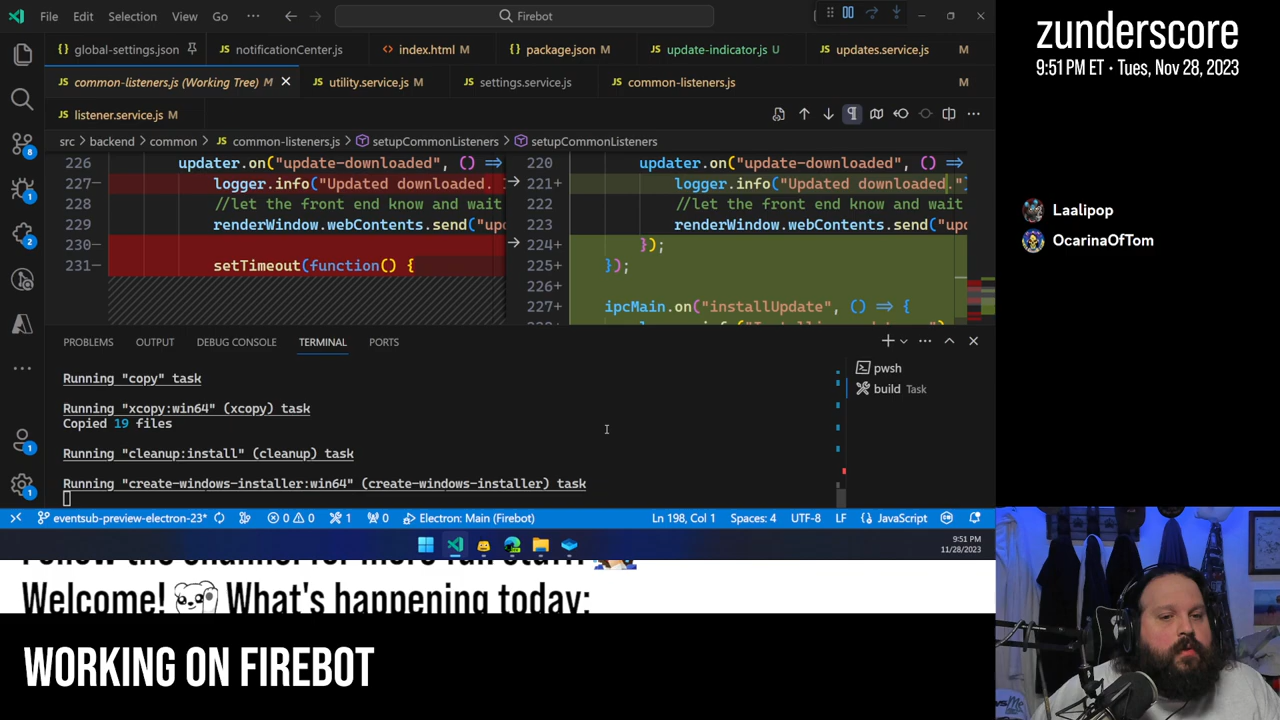 File Edit Selection View Go ··· Firebot
global-settings.json notificationCenter.js index.html M package.json M update-indicator.js U updates.service.js M
common-listeners.js (Working Tree) M utility.service.js M settings.service.js common-listeners.js M
listener.service.js M
src > backend > common > common-listeners.js > setupCommonListeners > setupCommonListeners
226 updater.on("update-downloaded", () => 220 updater.on("update-downloaded", () =>
227− logger.info("Updated downloaded. 221+ logger.info("Updated downloaded.")
228 //let the front end know and wait 222 //let the front end know and wait
229 renderWindow.webContents.send("up 223 renderWindow.webContents.send("up
230 224+ });
231− setTimeout(function() { 225+ });
226
227+ ipcMain.on("installUpdate", () => {
PROBLEMS OUTPUT DEBUG CONSOLE TERMINAL PORTS
Running "copy" task
Running "xcopy:win64" (xcopy) task
Copied 19 files
Running "cleanup:install" (cleanup) task
Running "create-windows-installer:win64" (create-windows-installer) task
pwsh
build Task
8
1
2
1
1
eventsub-preview-electron-23* 0 0 1 0 Electron: Main (Firebot) Ln 198, Col 1 Spaces: 4 UTF-8 LF JavaScript
9:51 PM
11/28/2023
Welcome! What's happening today:
WORKING ON FIREBOT
zunderscore
9:51 PM ET · Tues, Nov 28, 2023
Laalipop
OcarinaOfTom